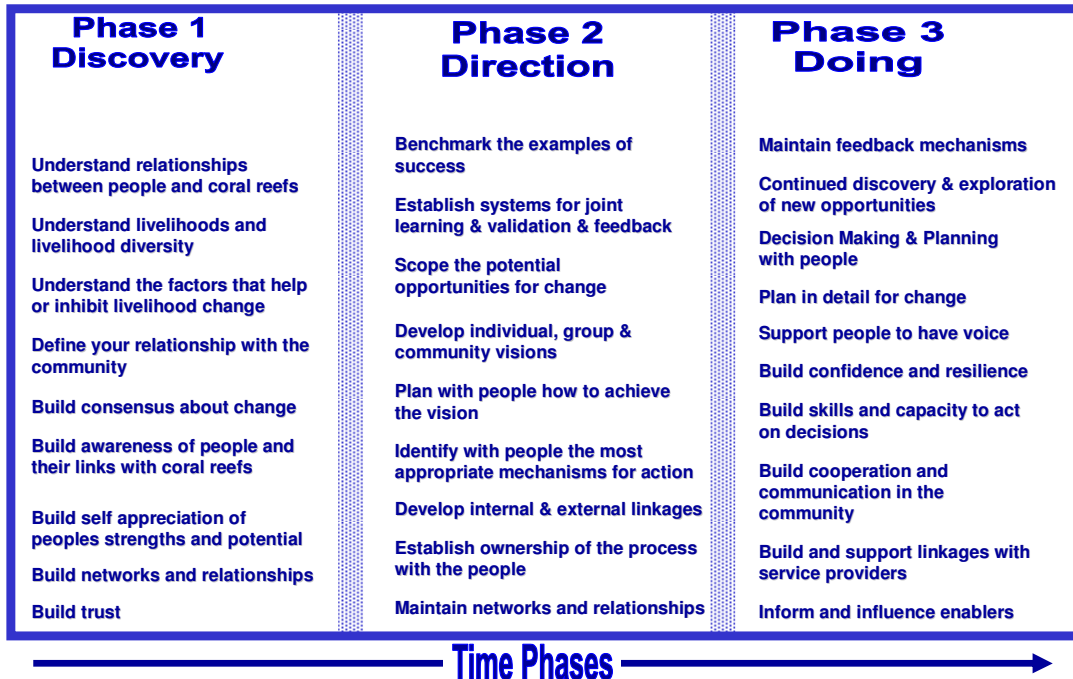 Phase 1
Discovery
Understand relationships
between people and coral reefs
Understand livelihoods and
livelihood diversity
Understand the factors that help
or inhibit livelihood change
Define your relationship with the
community
Build consensus about change
Build awareness of people and
their links with coral reefs
Build self appreciation of
peoples strengths and potential
Build networks and relationships
Build trust
Phase 2
Direction
Benchmark the examples of
success
Establish systems for joint
learning & validation & feedback
Scope the potential
opportunities for change
Develop individual, group &
community visions
Plan with people how to achieve
the vision
Identify with people the most
appropriate mechanisms for action
Develop internal & external linkages
Establish ownership of the process
with the people
Maintain networks and relationships
Phase 3
Doing
Maintain feedback mechanisms
Continued discovery & exploration
of new opportunities
Decision Making & Planning
with people
Plan in detail for change
Support people to have voice
Build confidence and resilience
Build skills and capacity to act
on decisions
Build cooperation and
communication in the
community
Build and support linkages with
service providers
Inform and influence enablers
Time Phases